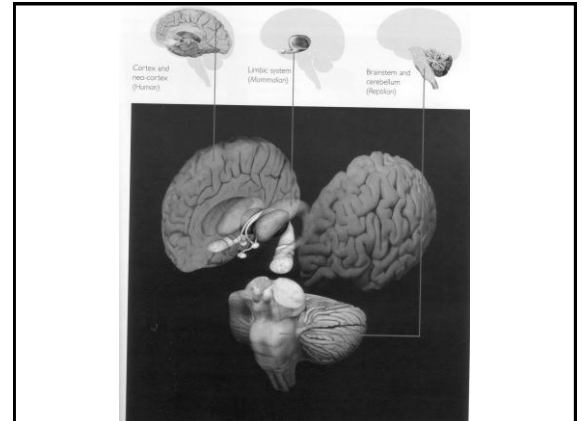 Cortex and
neo-cortex
(Human)
Limbic system
(Mammalian)
Brainstem and
cerebellum
(Reptilian)